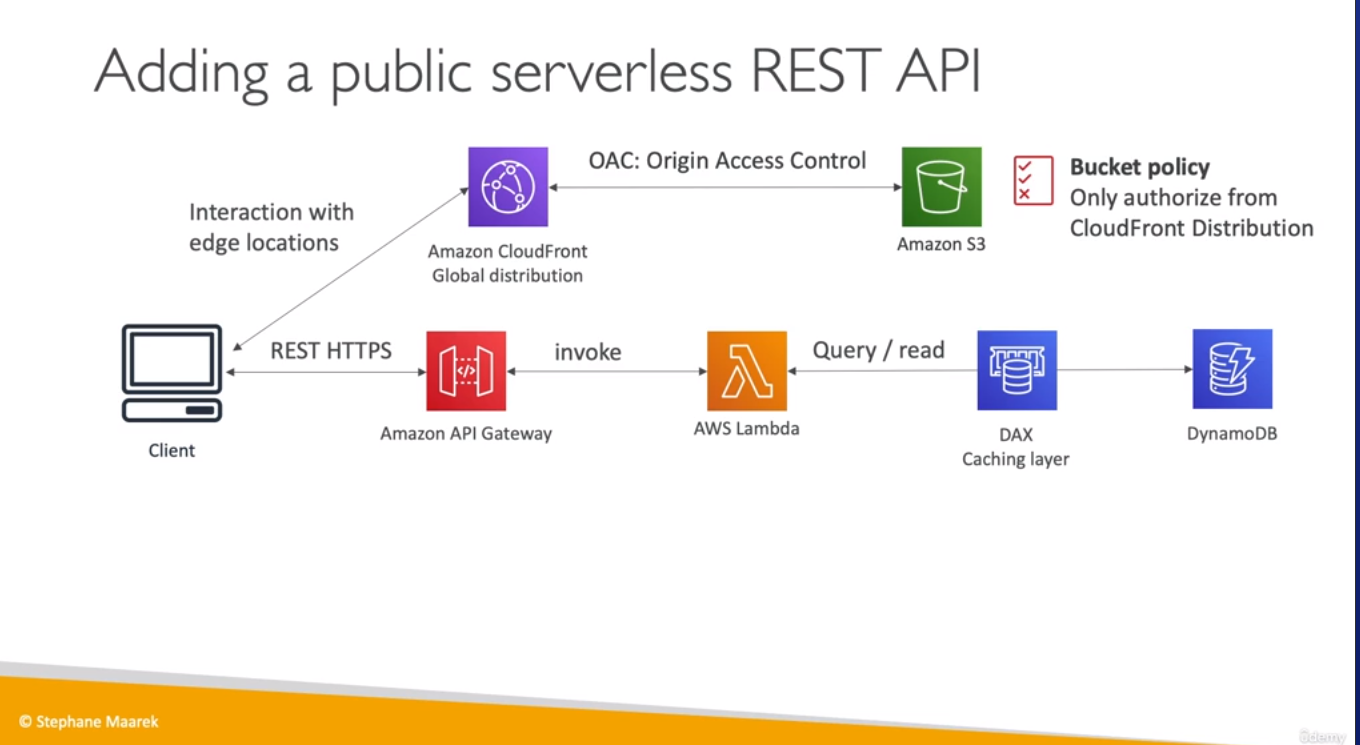 Adding a public serverless REST API
OAC: Origin Access Control
Bucket policy
Only authorize from
CloudFront Distribution
Interaction with
edge locations
Amazon CloudFront
Global distribution
Amazon S3
REST HTTPS
invoke
Query / read
Client
Amazon API Gateway
AWS Lambda
DAX
Caching layer
DynamoDB
© Stephane Maarek
ûdemy